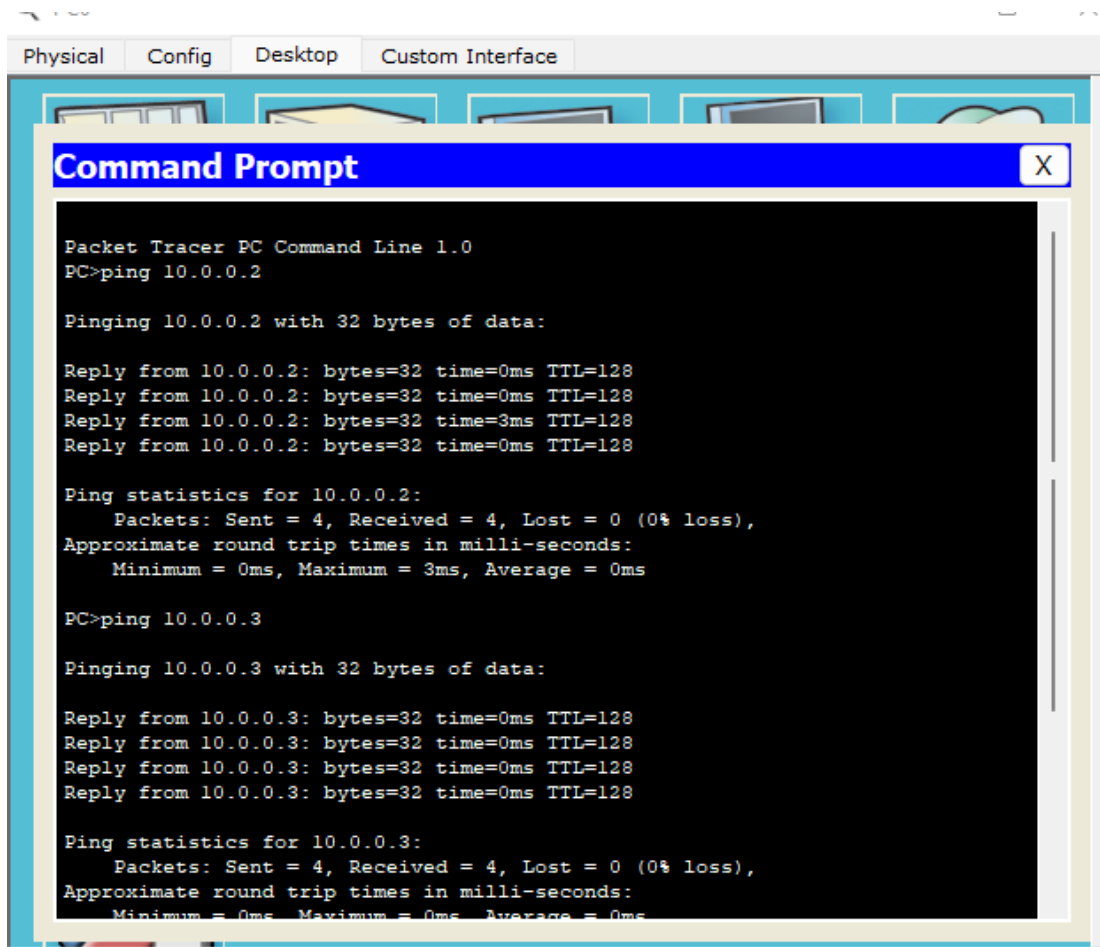 Physical Config Desktop Custom Interface
Command Prompt X
Packet Tracer PC Command Line 1.0
PC>ping 10.0.0.2
Pinging 10.0.0.2 with 32 bytes of data:
Reply from 10.0.0.2: bytes=32 time=0ms TTL=128
Reply from 10.0.0.2: bytes=32 time=0ms TTL=128
Reply from 10.0.0.2: bytes=32 time=3ms TTL=128
Reply from 10.0.0.2: bytes=32 time=0ms TTL=128
Ping statistics for 10.0.0.2:
Packets: Sent = 4, Received = 4, Lost = 0 (0% loss),
Approximate round trip times in milli-seconds:
Minimum = 0ms, Maximum = 3ms, Average = 0ms
PC>ping 10.0.0.3
Pinging 10.0.0.3 with 32 bytes of data:
Reply from 10.0.0.3: bytes=32 time=0ms TTL=128
Reply from 10.0.0.3: bytes=32 time=0ms TTL=128
Reply from 10.0.0.3: bytes=32 time=0ms TTL=128
Reply from 10.0.0.3: bytes=32 time=0ms TTL=128
Ping statistics for 10.0.0.3:
Packets: Sent = 4, Received = 4, Lost = 0 (0% loss),
Approximate round trip times in milli-seconds:
Minimum = 0ms, Maximum = 0ms, Average = 0ms